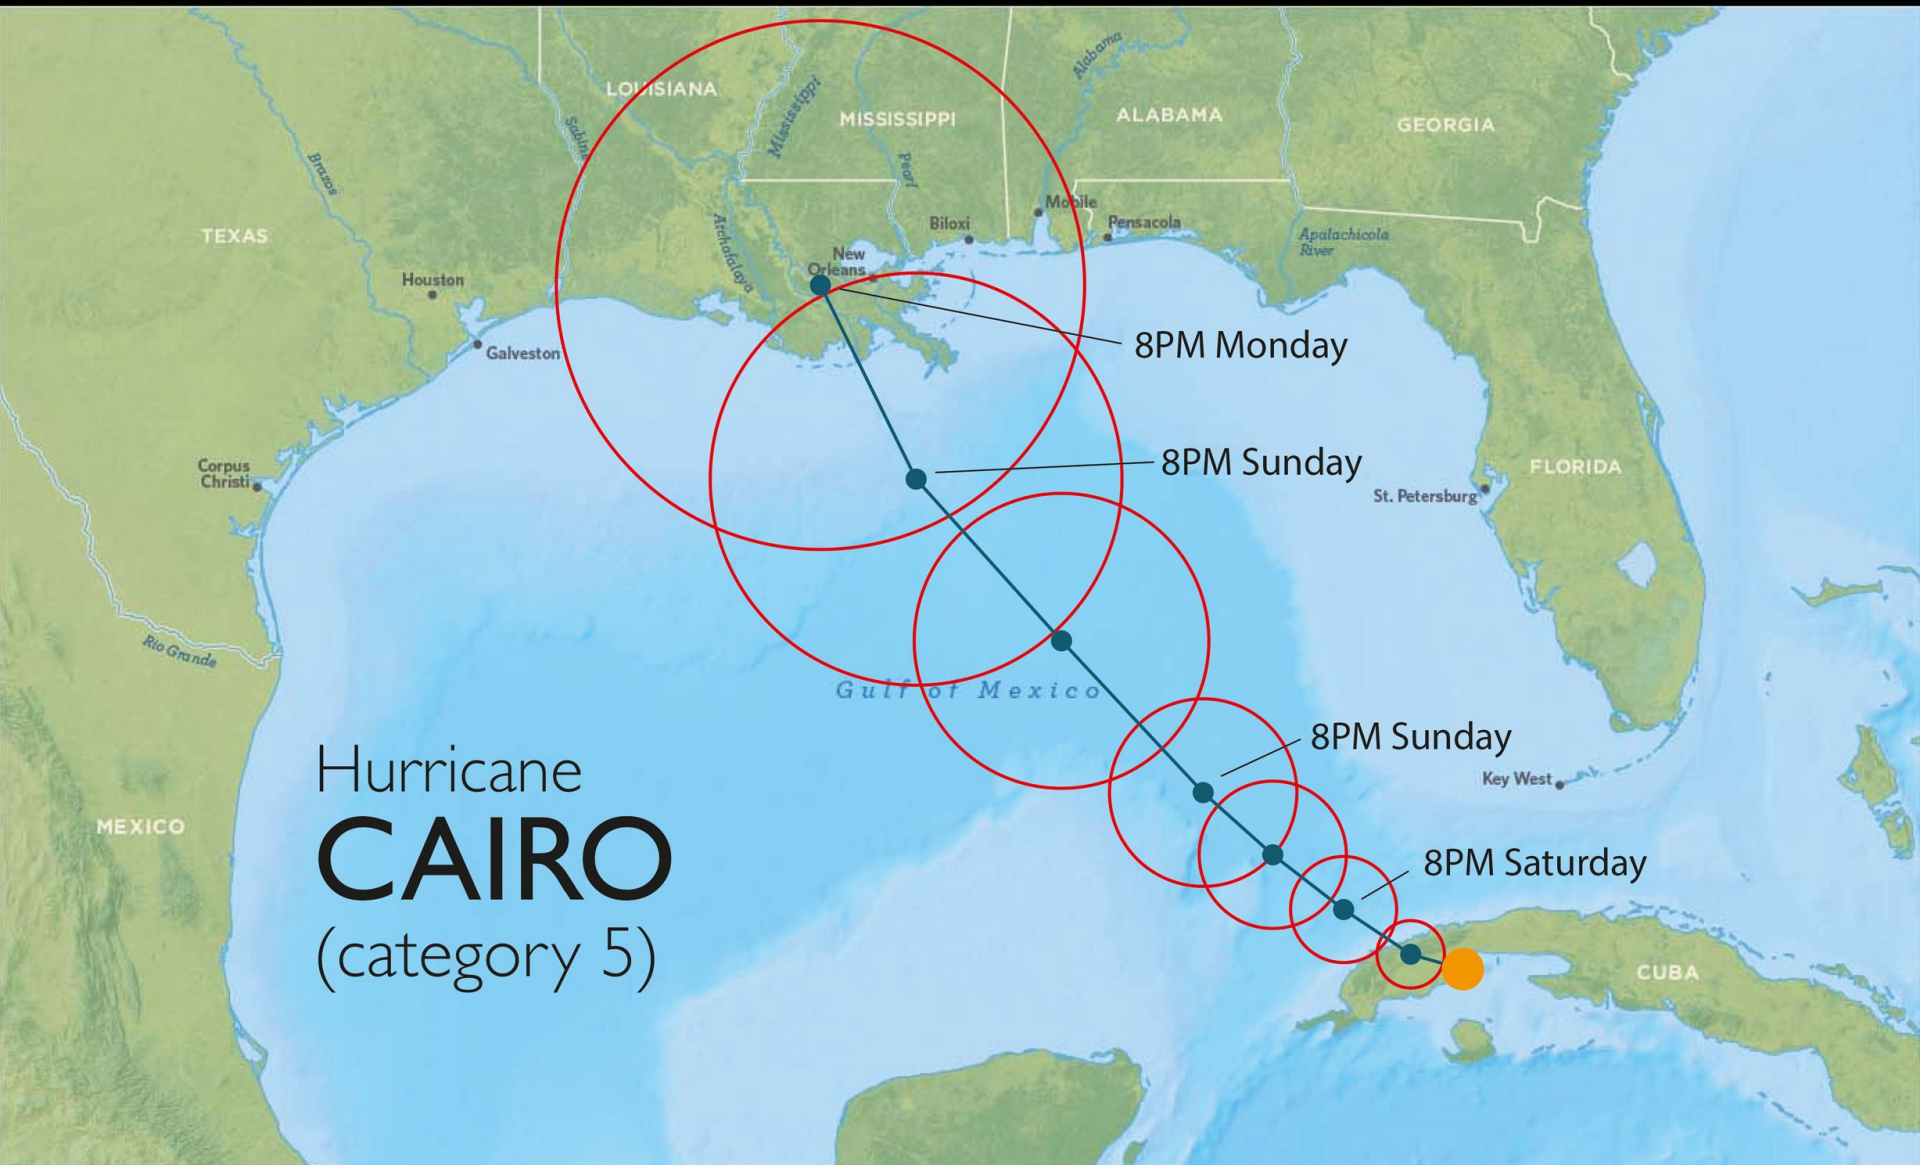 LOUISIANA
MISSISSIPPI
ALABAMA
GEORGIA
TEXAS
Brazos
Sabine
Mississippi
Pearl
Alabama
Atchafalaya
Mobile
Pensacola
Biloxi
Apalachicola
River
New
Orleans
Houston
Galveston
8PM Monday
8PM Sunday
Corpus
Christi
FLORIDA
St. Petersburg
Rio Grande
Gulf of Mexico
8PM Sunday
Key West
Hurricane
CAIRO
(category 5)
MEXICO
8PM Saturday
CUBA